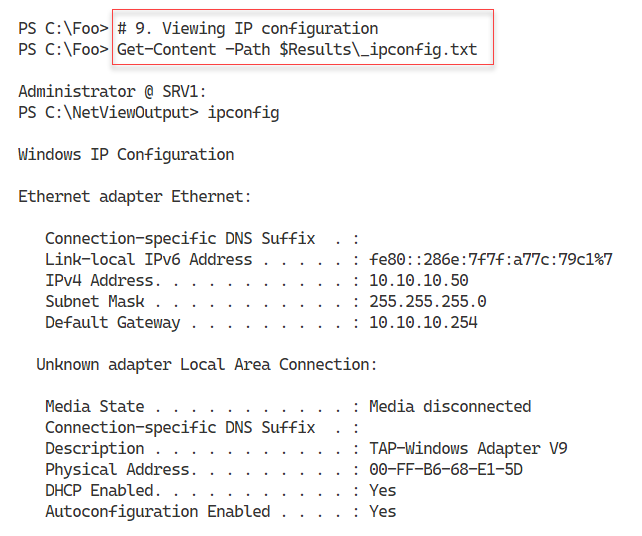 PS C:\Foo> # 9. Viewing IP configuration
PS C:\Foo> Get-Content -Path $Results\_ipconfig.txt
Administrator @ SRV1:
PS C:\NetViewOutput> ipconfig
Windows IP Configuration
Ethernet adapter Ethernet:
Connection-specific DNS Suffix  . :
Link-local IPv6 Address . . . . . : fe80::286e:7f7f:a77c:79c1%7
IPv4 Address. . . . . . . . . . . : 10.10.10.50
Subnet Mask . . . . . . . . . . . : 255.255.255.0
Default Gateway . . . . . . . . . : 10.10.10.254
Unknown adapter Local Area Connection:
Media State . . . . . . . . . . . : Media disconnected
Connection-specific DNS Suffix  . :
Description . . . . . . . . . . . : TAP-Windows Adapter V9
Physical Address. . . . . . . . . : 00-FF-B6-68-E1-5D
DHCP Enabled. . . . . . . . . . . : Yes
Autoconfiguration Enabled . . . . : Yes